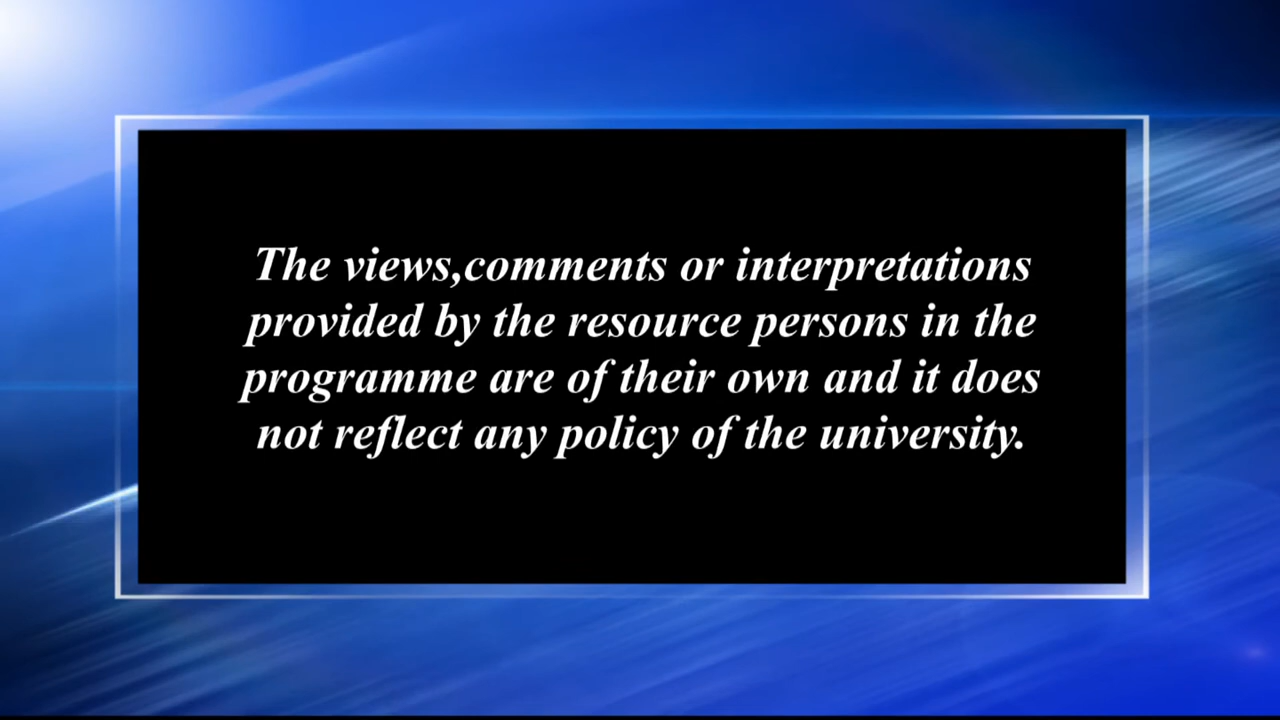 The views,comments or interpretations
provided by the resource persons in the
programme are of their own and it does
not reflect any policy of the university.